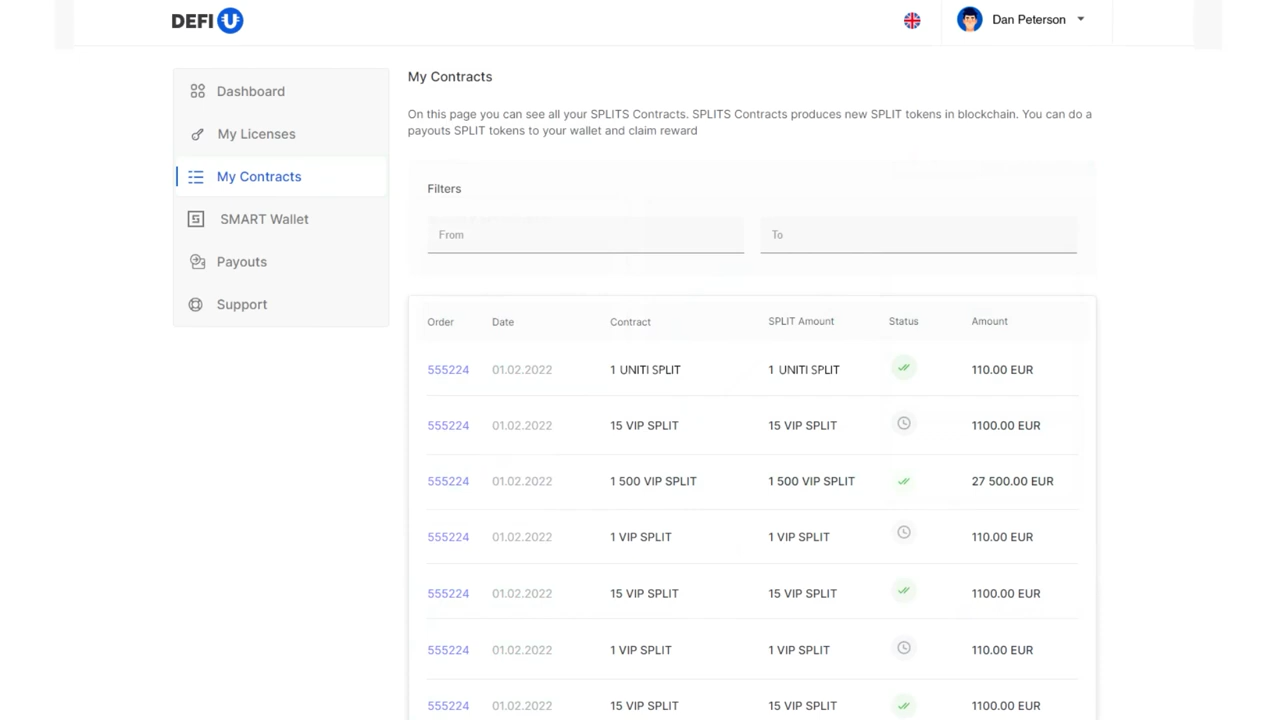 DEFI U
Dan Peterson
Dashboard
My Licenses
My Contracts
SMART Wallet
Payouts
Support
My Contracts
On this page you can see all your SPLITS Contracts. SPLITS Contracts produces new SPLIT tokens in blockchain. You can do a
payouts SPLIT tokens to your wallet and claim reward
Filters
From To
Order Date Contract SPLIT Amount Status Amount
555224 01.02.2022 1 UNITI SPLIT 1 UNITI SPLIT 110.00 EUR
555224 01.02.2022 15 VIP SPLIT 15 VIP SPLIT 1100.00 EUR
555224 01.02.2022 1 500 VIP SPLIT 1 500 VIP SPLIT 27 500.00 EUR
555224 01.02.2022 1 VIP SPLIT 1 VIP SPLIT 110.00 EUR
555224 01.02.2022 15 VIP SPLIT 15 VIP SPLIT 1100.00 EUR
555224 01.02.2022 1 VIP SPLIT 1 VIP SPLIT 110.00 EUR
555224 01.02.2022 15 VIP SPLIT 15 VIP SPLIT 1100.00 EUR